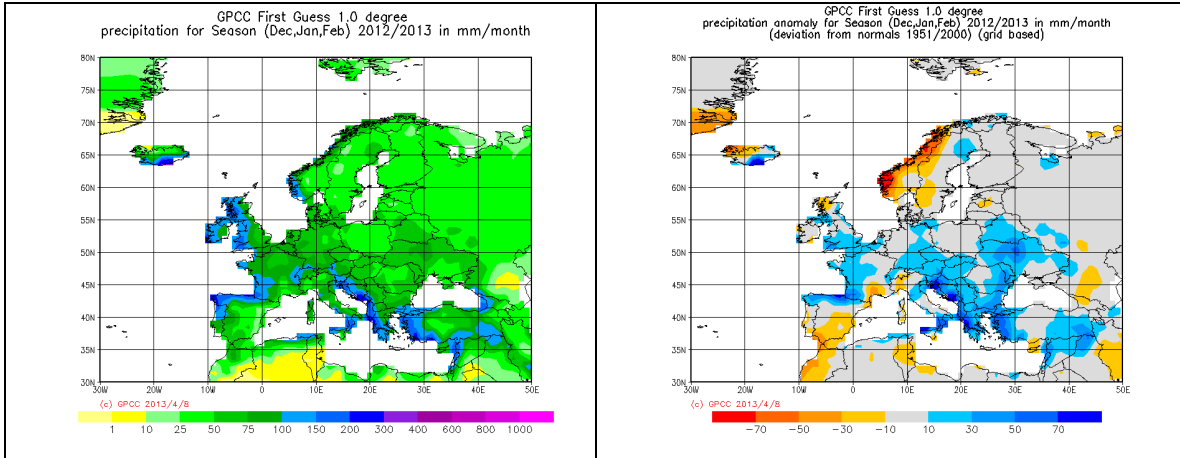 GPCC First Guess 1.0 degree
precipitation for Season (Dec,Jan,Feb) 2012/2013 in mm/month
80N
75N
70N
65N
60N
55N
50N
45N
40N
35N
30N
30W 20W 10W 0 10E 20E 30E 40E 50E
(c) GPCC 2013/4/8
1 10 25 50 75 100 150 200 300 400 600 800 1000
GPCC First Guess 1.0 degree
precipitation anomaly for Season (Dec,Jan,Feb) 2012/2013 in mm/month
(deviation from normals 1951/2000) (grid based)
80N
75N
70N
65N
60N
55N
50N
45N
40N
35N
30N
30W 20W 10W 0 10E 20E 30E 40E 50E
(c) GPCC 2013/4/8
−70 −50 −30 −10 10 30 50 70